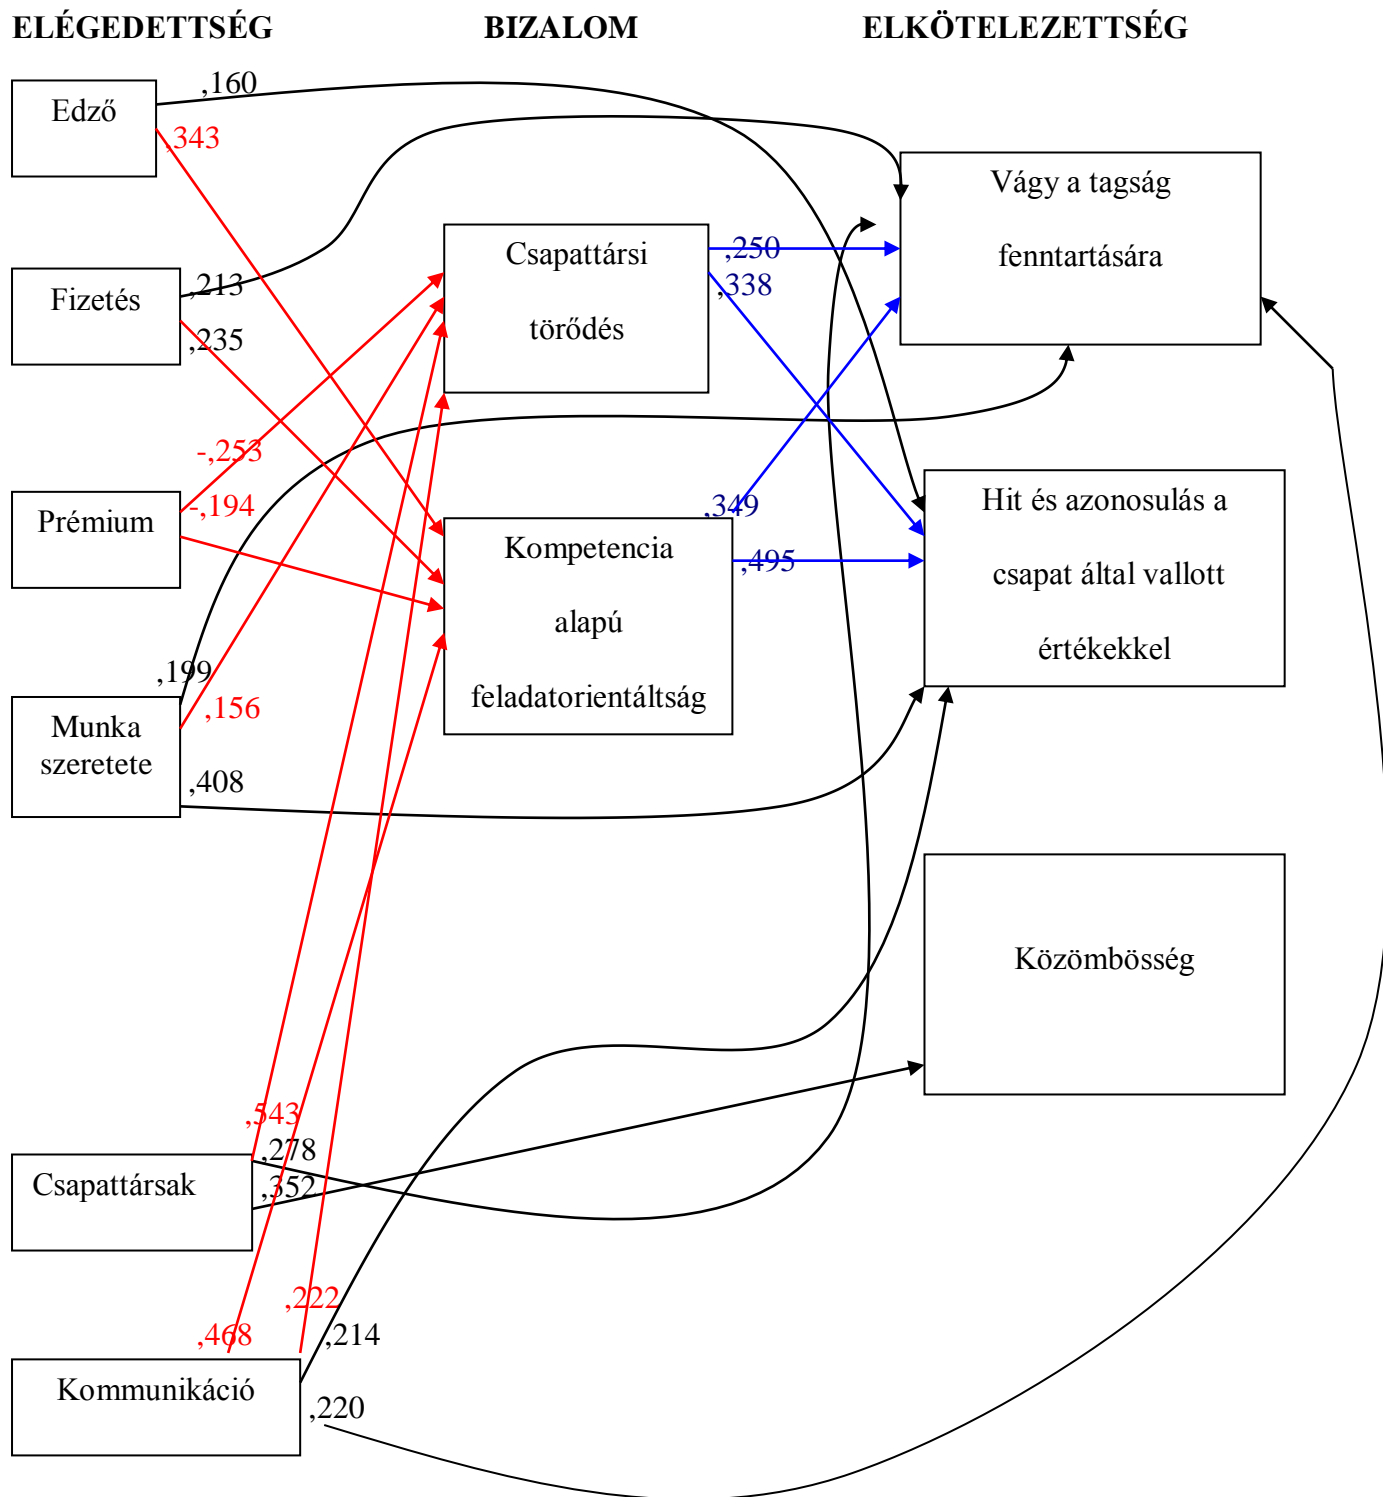 ELÉGEDETTSÉG BIZALOM ELKÖTELEZETTSÉG
,160
Edző
,343
Vágy a tagság
fenntartására
Csapattársi
törődés
,250
,338
,213
Fizetés
,235
-,253
Prémium
-,194
,349
,495
Kompetencia
alapú
feladatorientáltság
Hit és azonosulás a
csapat által vallott
értékekkel
,199
,156
Munka
szeretete
,408
Közömbösség
,543
,278
Csapattársak
,352
,222
,468
,214
Kommunikáció
,220